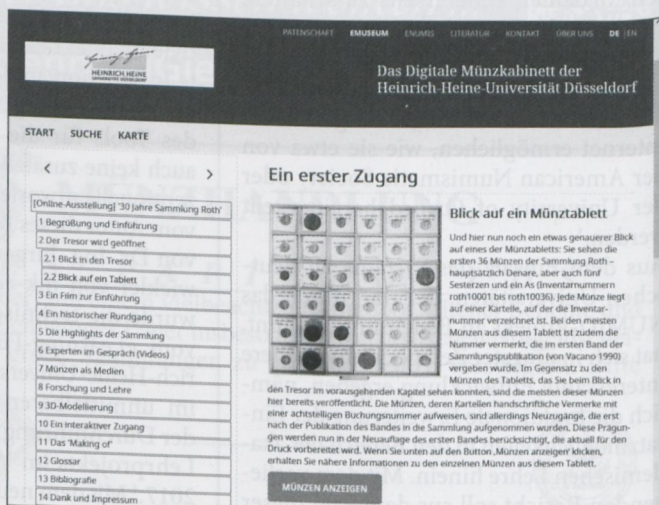 PATENSCHAFT EMUSEUM ENUMIS LITERATUR KONTAKT ÜBER UNS DE EN
HEINRICH HEINE
UNIVERSITÄT DÜSSELDORF
Das Digitale Münzkabinett der
Heinrich-Heine-Universität Düsseldorf
START SUCHE KARTE
< >
[Online-Ausstellung] '30 Jahre Sammlung Roth'
1 Begrüßung und Einführung
2 Der Tresor wird geöffnet
2.1 Blick in den Tresor
2.2 Blick auf ein Tablett
3 Ein Film zur Einführung
4 Ein historischer Rundgang
5 Die Highlights der Sammlung
6 Experten im Gespräch (Videos)
7 Münzen als Medien
8 Forschung und Lehre
9 3D-Modellierung
10 Ein interaktiver Zugang
11 Das 'Making of'
12 Glossar
13 Bibliografie
14 Dank und Impressum
Ein erster Zugang
Blick auf ein Münztablett
Und hier nun noch ein etwas genauerer Blick
auf eines der Münztabletts: Sie sehen die
ersten 36 Münzen der Sammlung Roth –
hauptsächlich Denare, aber auch fünf
Sesterzen und ein As (Inventarnummern
roth10001 bis roth10036). Jede Münze liegt
auf einer Kartelle, auf der die Inventar-
nummer verzeichnet ist. Bei den meisten
Münzen aus diesem Tablett ist zudem die
Nummer vermerkt, die im ersten Band der
Sammlungspublikation (von Vacano 1990)
vergeben wurde. Im Gegensatz zu den
Münzen des Tabletts, das Sie beim Blick in
den Tresor im vorausgehenden Kapitel sehen konnten, sind die meisten dieser Münzen
hier bereits veröffentlicht. Die Münzen, deren Kartellen handschriftliche Vermerke mit
einer achtstelligen Buchungsnummer aufweisen, sind allerdings Neuzugänge, die erst
nach der Publikation des Bandes in die Sammlung aufgenommen wurden. Diese Prägun-
gen werden nun in der Neuauflage des ersten Bandes berücksichtigt, die aktuell für den
Druck vorbereitet wird. Wenn Sie unten auf den Button 'Münzen anzeigen' klicken,
erhalten Sie nähere Informationen zu den einzelnen Münzen aus diesem Tablett.
MÜNZEN ANZEIGEN